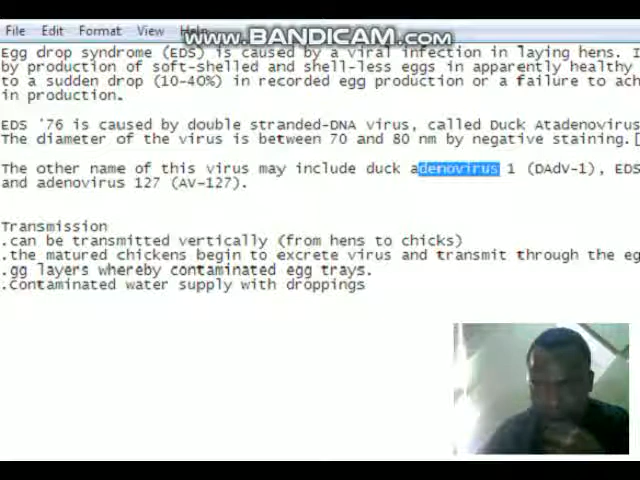 File Edit Format View Help
www.BANDICAM.com
Egg drop syndrome (EDS) is caused by a viral infection in laying hens. I
by production of soft-shelled and shell-less eggs in apparently healthy
to a sudden drop (10-40%) in recorded egg production or a failure to ach
in production.
EDS '76 is caused by double stranded-DNA virus, called Duck Atadenovirus
The diameter of the virus is between 70 and 80 nm by negative staining.[
The other name of this virus may include duck adenovirus 1 (DAdV-1), EDS
and adenovirus 127 (AV-127).
Transmission
.can be transmitted vertically (from hens to chicks)
.the matured chickens begin to excrete virus and transmit through the eg
.gg layers whereby contaminated egg trays.
.Contaminated water supply with droppings